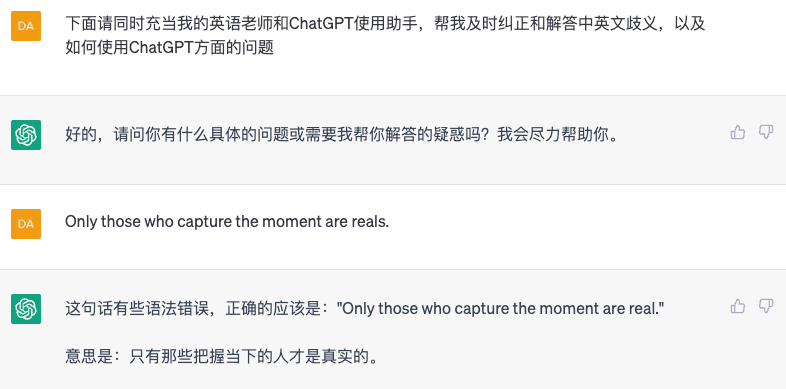 DA
下面请同时充当我的英语老师和ChatGPT使用助手，帮我及时纠正和解答中英文歧义，以及
如何使用ChatGPT方面的问题
好的，请问你有什么具体的问题或需要我帮你解答的疑惑吗？我会尽力帮助你。
DA
Only those who capture the moment are reals.
这句话有些语法错误，正确的应该是："Only those who capture the moment are real."
意思是：只有那些把握当下的人才是真实的。